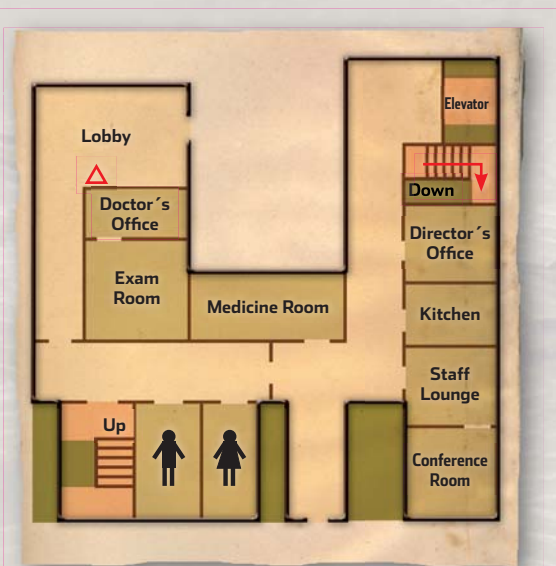 Elevator
Lobby
Down
Doctor´s
Office
Director´s
Office
Exam
Room
Medicine Room
Kitchen
Staff
Lounge
Up
Conference
Room